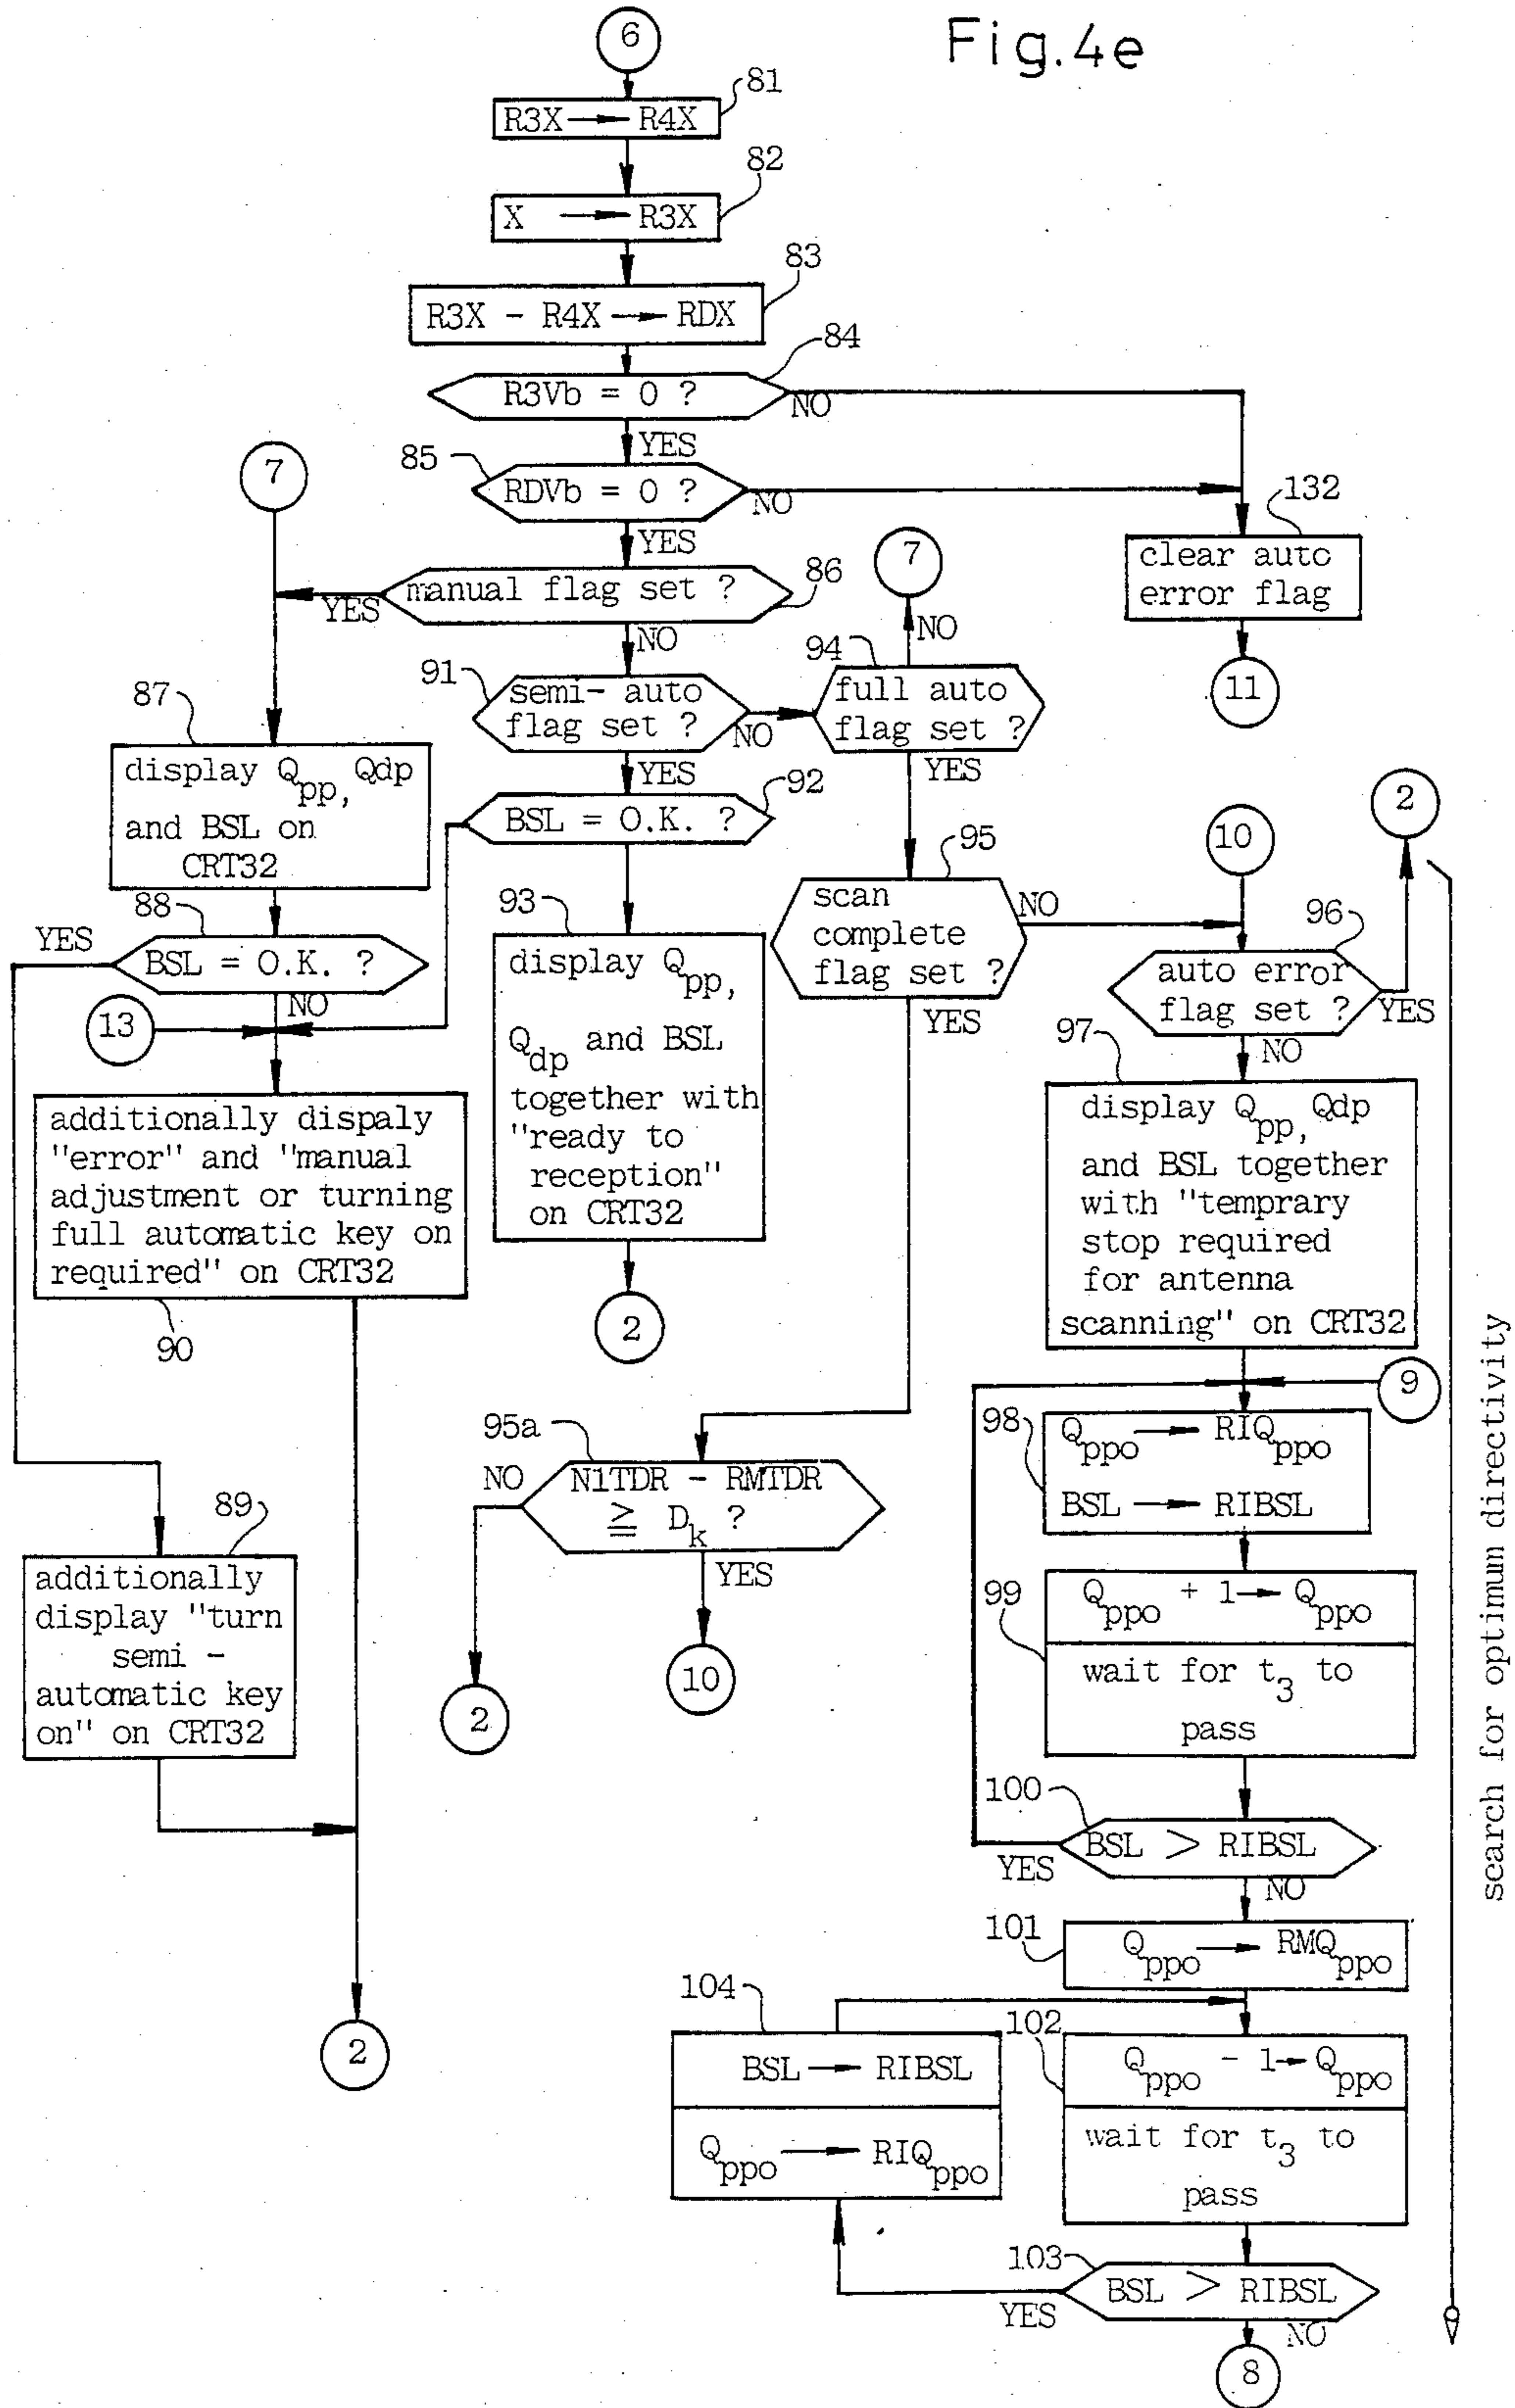 Fig.4e
6
81
R3X → R4X
82
X → R3X
83
R3X - R4X → RDX
84
R3Vb = 0 ?
NO
YES
85
RDVb = 0 ?
NO
YES
132
clear auto
error flag
11
7
86
manual flag set ?
YES
NO
7
NO
91
semi- auto
flag set ?
NO
YES
94
full auto
flag set ?
YES
87
display Qpp, Qdp
and BSL on
CRT32
92
BSL = O.K. ?
88
BSL = O.K. ?
YES
NO
13
93
display Qpp,
Qdp and BSL
together with
"ready to
reception"
on CRT32
2
95
scan
complete
flag set ?
NO
YES
10
2
96
auto error
flag set ?
YES
NO
97
display Qpp, Qdp
and BSL together
with "temprary
stop required
for antenna
scanning" on CRT32
additionally dispaly
"error" and "manual
adjustment or turning
full automatic key on
required" on CRT32
90
9
98
Qppo → RIQppo
BSL → RIBSL
95a
N1TDR - RMTDR
≧ Dk ?
NO
YES
2
10
89
additionally
display "turn
semi -
automatic key
on" on CRT32
2
99
Qppo + 1 → Qppo
wait for t3 to
pass
100
BSL > RIBSL
YES
NO
101
Qppo → RMQppo
104
BSL → RIBSL
Qppo → RIQppo
102
Qppo - 1 → Qppo
wait for t3 to
pass
103
BSL > RIBSL
YES
NO
8
search for optimum directivity